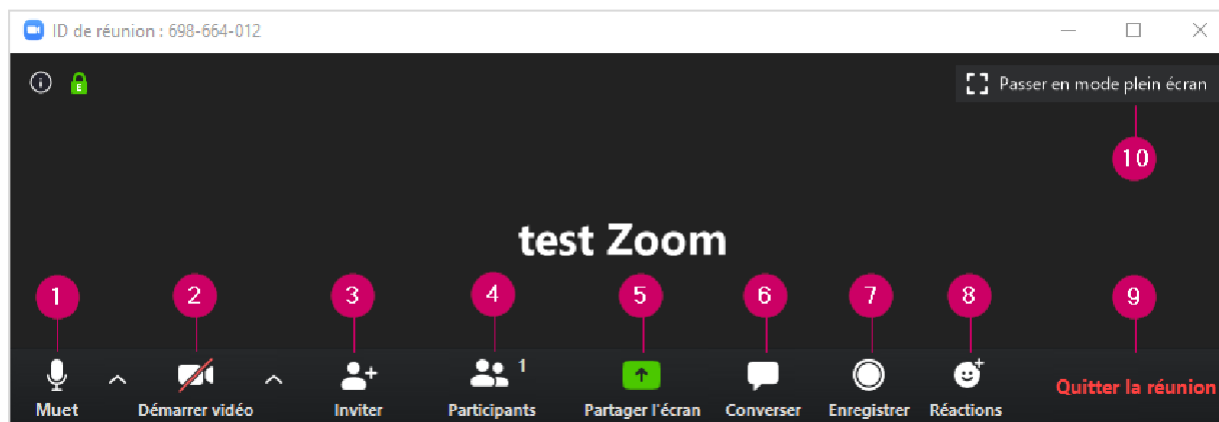 ID de réunion : 698-664-012
Passer en mode plein écran
10
test Zoom
1 2 3 4 5 6 7 8 9
1
Muet Démarrer vidéo Inviter Participants Partager l'écran Converser Enregistrer Réactions Quitter la réunion